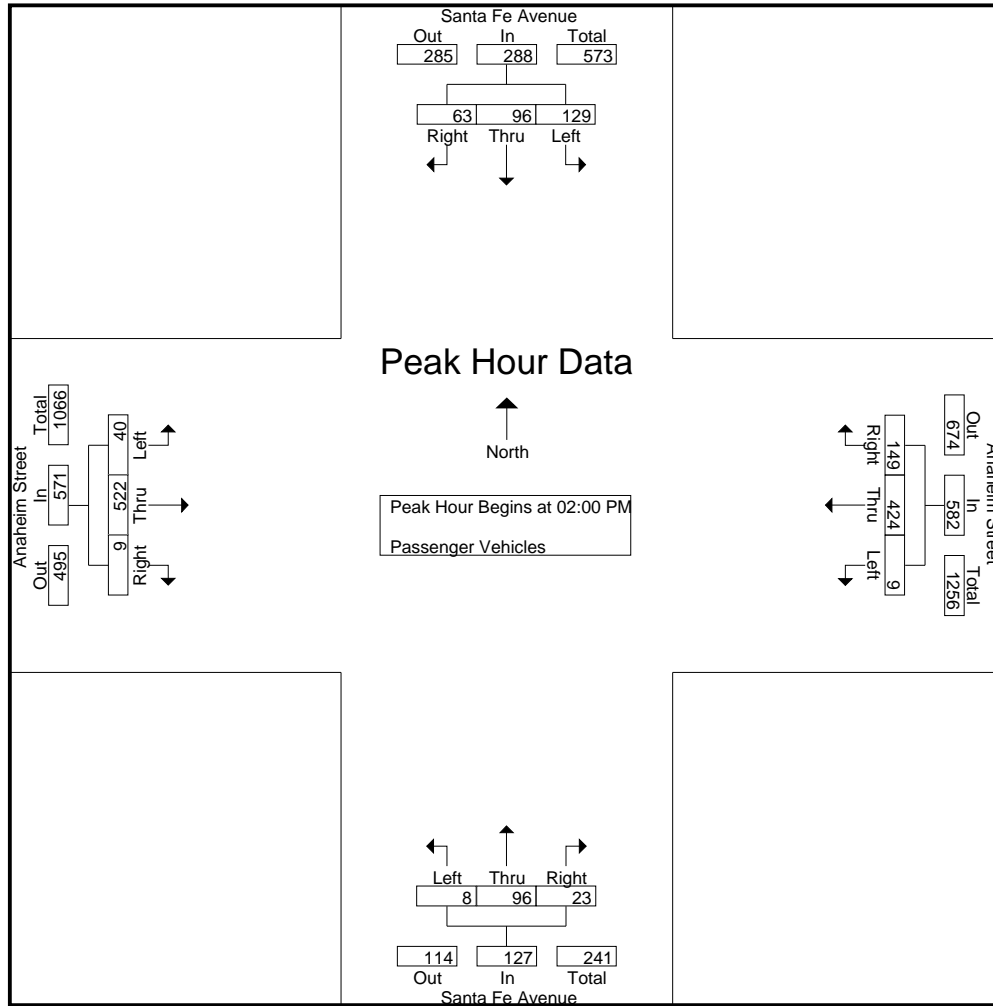 Santa Fe Avenue
Out In Total
285 288 573
63 96 129
Right Thru Left
Peak Hour Data
North
Peak Hour Begins at 02:00 PM
Passenger Vehicles
Anaheim Street
Total In Out
1066 571 495
40 522 9
Left Thru Right
Anaheim Street
Out In Total
674 582 1256
Right Thru Left
149 424 9
Left Thru Right
8 96 23
114 127 241
Out In Total
Santa Fe Avenue